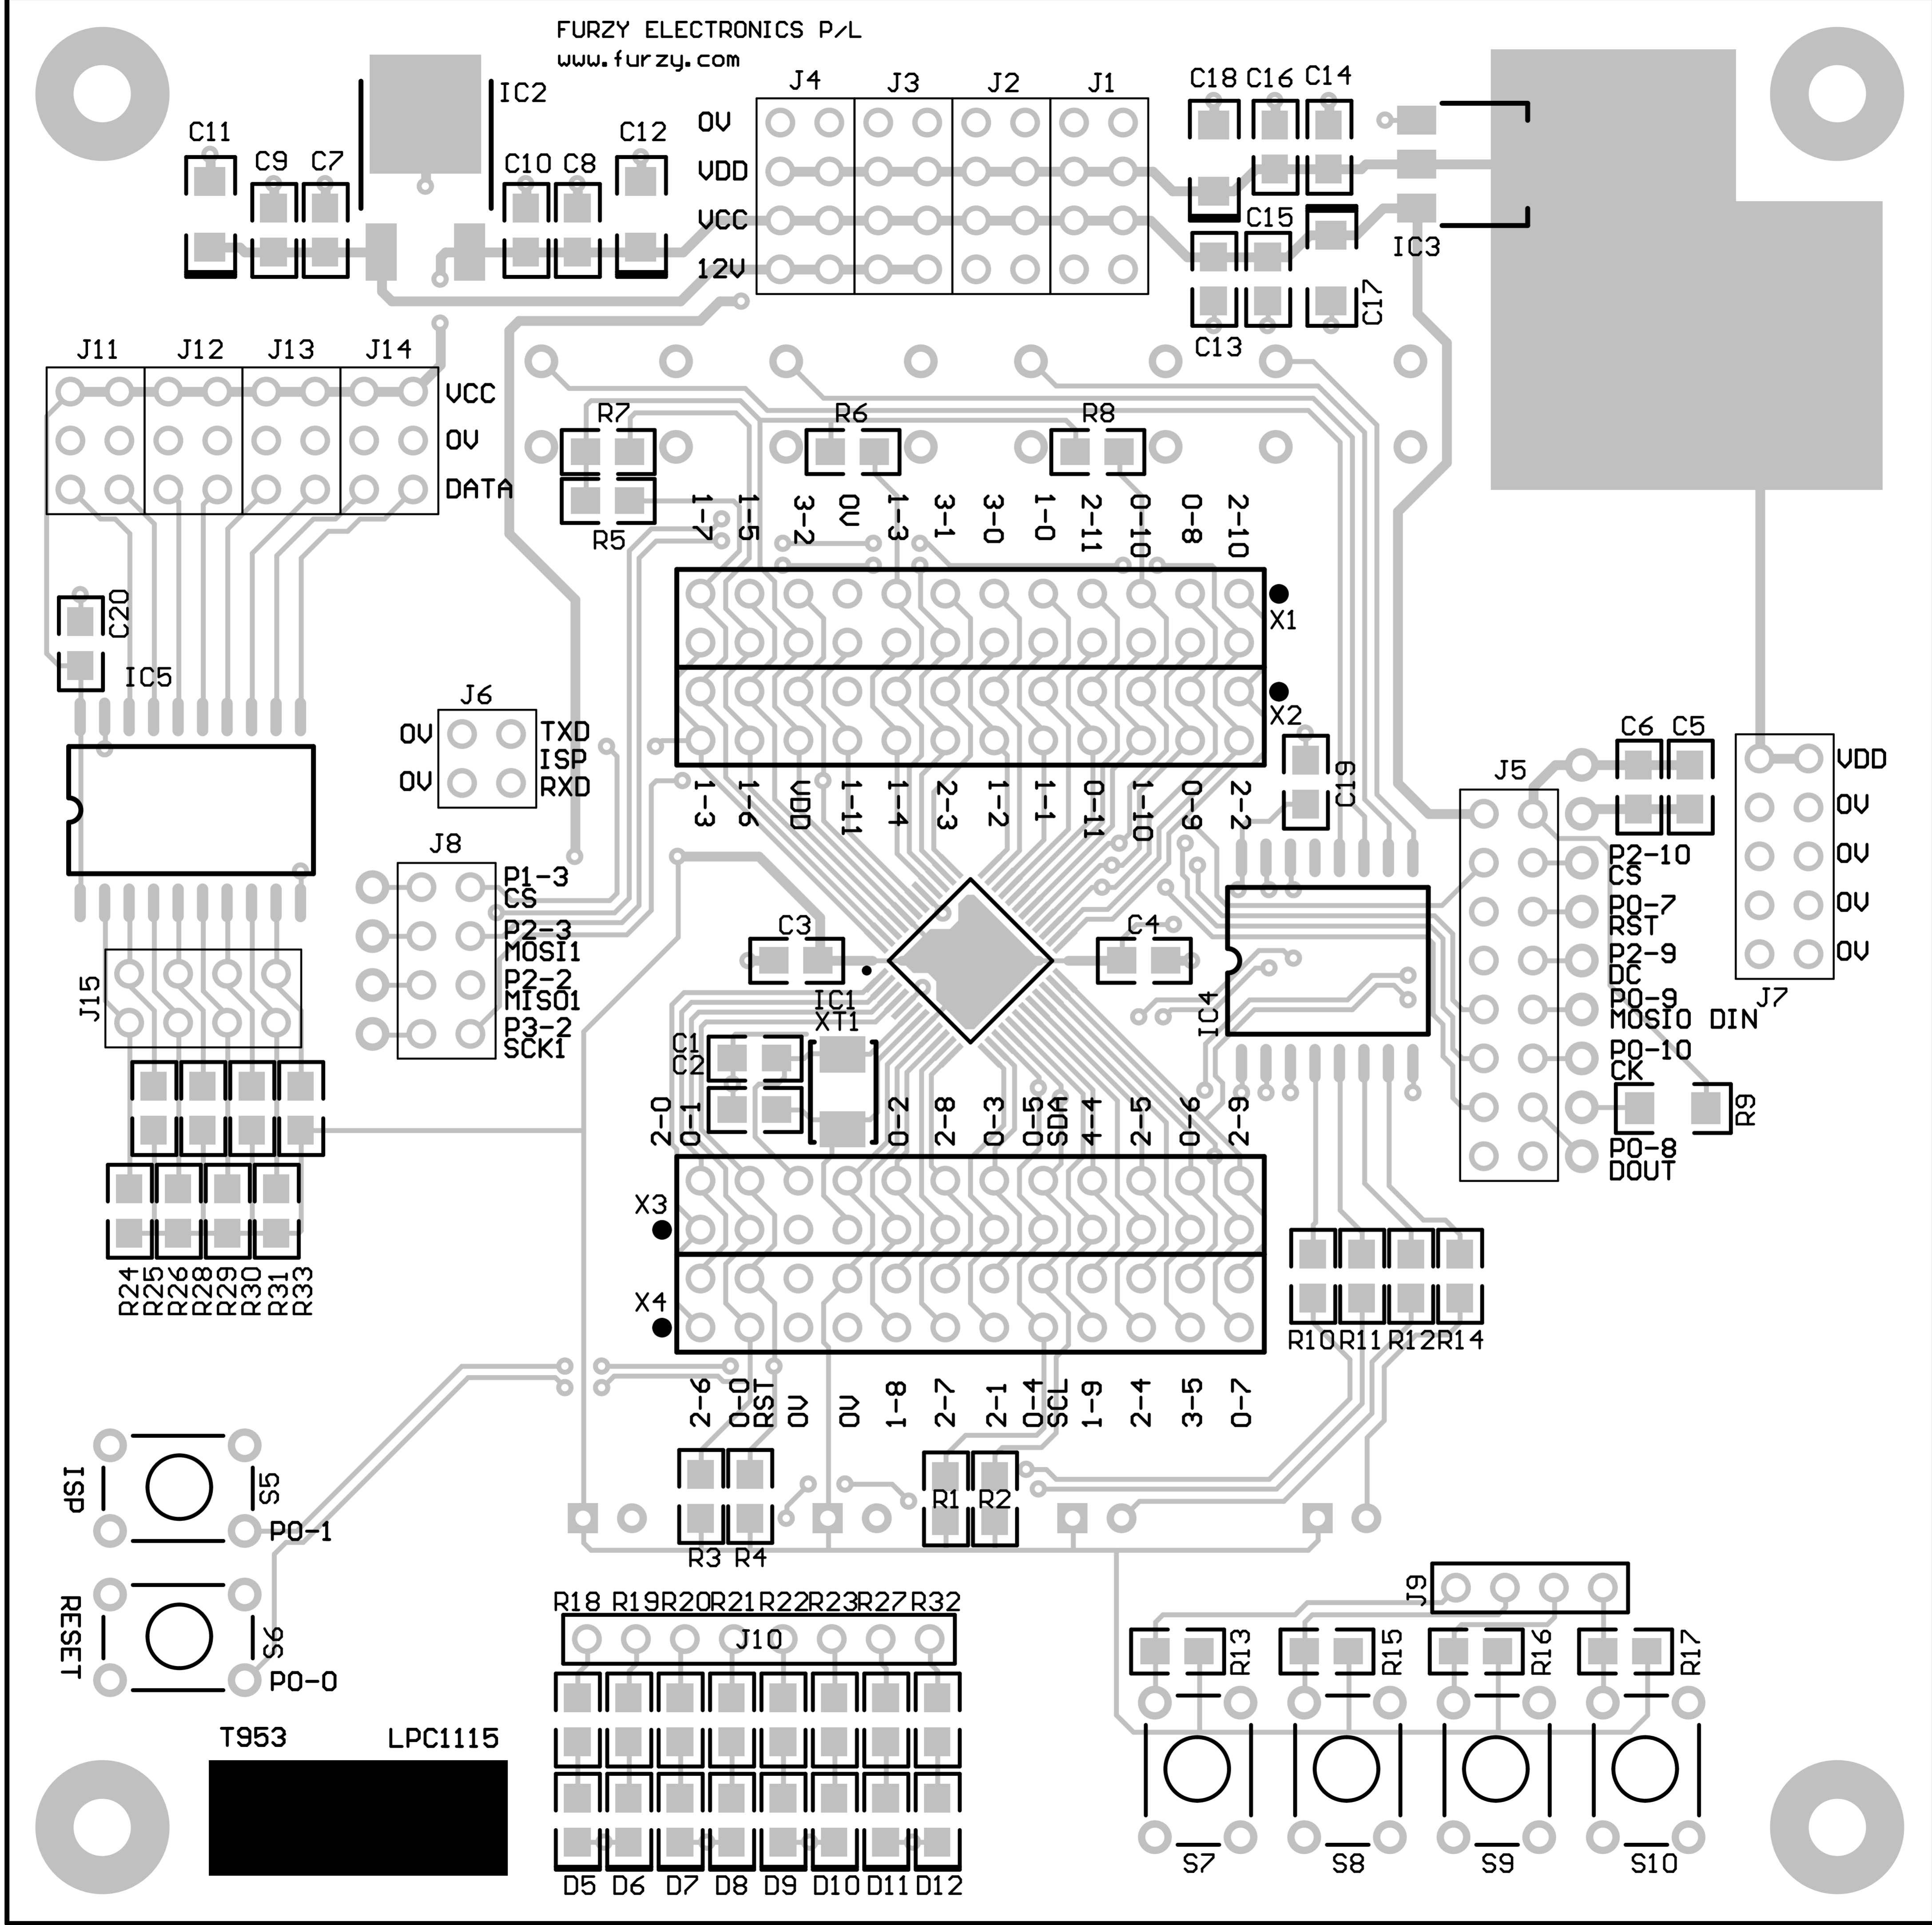 FURZY ELECTRONICS P/L
www.furzy.com
IC2
J4 J3 J2 J1
C18 C16 C14
C11 C9 C7
C10 C8 C12
0V
VDD
VCC
12V
C15
IC3
C17
C13
J11 J12 J13 J14
VCC
0V
DATA
R7 R6 R8
R5
1-7 1-5 3-2 0V 1-3 3-1 3-0 1-0 2-11 0-10 0-8 2-10
X1
X2
C20
IC5
J6
0V TXD
ISP
0V RXD
1-3 1-6 VDD 1-11 1-4 2-3 1-2 1-1 0-11 1-10 0-9 2-2
C19
C6 C5
J5
VDD
0V
0V
0V
0V
J7
J8
P1-3
CS
P2-3
MOSI1
P2-2
MISO1
P3-2
SCK1
P2-10
CS
P0-7
RST
P2-9
DC
P0-9
MOSIO DIN
P0-10
CK
P0-8
DOUT
R9
C3 C4
IC1
XT1
IC4
C1
C2
J15
2-0 0-1 0-2 2-8 0-3 0-5 SDA 4-4 2-5 0-6 2-9
X3
X4
R24 R25 R26 R28 R29 R30 R31 R33
R10 R11 R12 R14
2-6 0-0 RST 0V 0V 1-8 2-7 2-1 0-4 SCL 1-9 2-4 3-5 0-7
ISP S5
P0-1
R1 R2
R3 R4
RESET S6
P0-0
R18 R19 R20 R21 R22 R23 R27 R32
J10
J9
R13 R15 R16 R17
T953 LPC1115
D5 D6 D7 D8 D9 D10 D11 D12
S7 S8 S9 S10